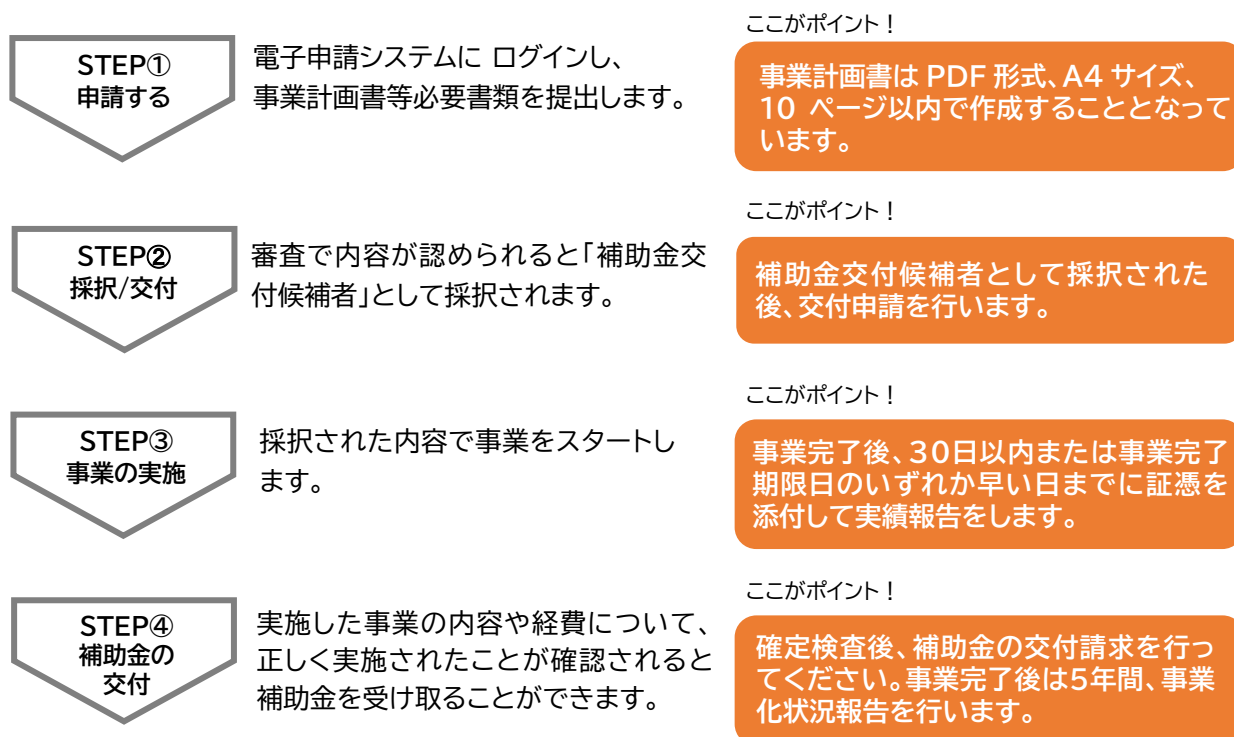 STEP①
申請する
電子申請システムに ログインし、
事業計画書等必要書類を提出します。
ここがポイント！
事業計画書は PDF 形式、A4 サイズ、
10 ページ以内で作成することとなって
います。
STEP②
採択/交付
審査で内容が認められると「補助金交
付候補者」として採択されます。
ここがポイント！
補助金交付候補者として採択された
後、交付申請を行います。
STEP③
事業の実施
採択された内容で事業をスタートし
ます。
ここがポイント！
事業完了後、30日以内または事業完了
期限日のいずれか早い日までに証憑を
添付して実績報告をします。
STEP④
補助金の
交付
実施した事業の内容や経費について、
正しく実施されたことが確認されると
補助金を受け取ることができます。
ここがポイント！
確定検査後、補助金の交付請求を行っ
てください。事業完了後は5年間、事業
化状況報告を行います。